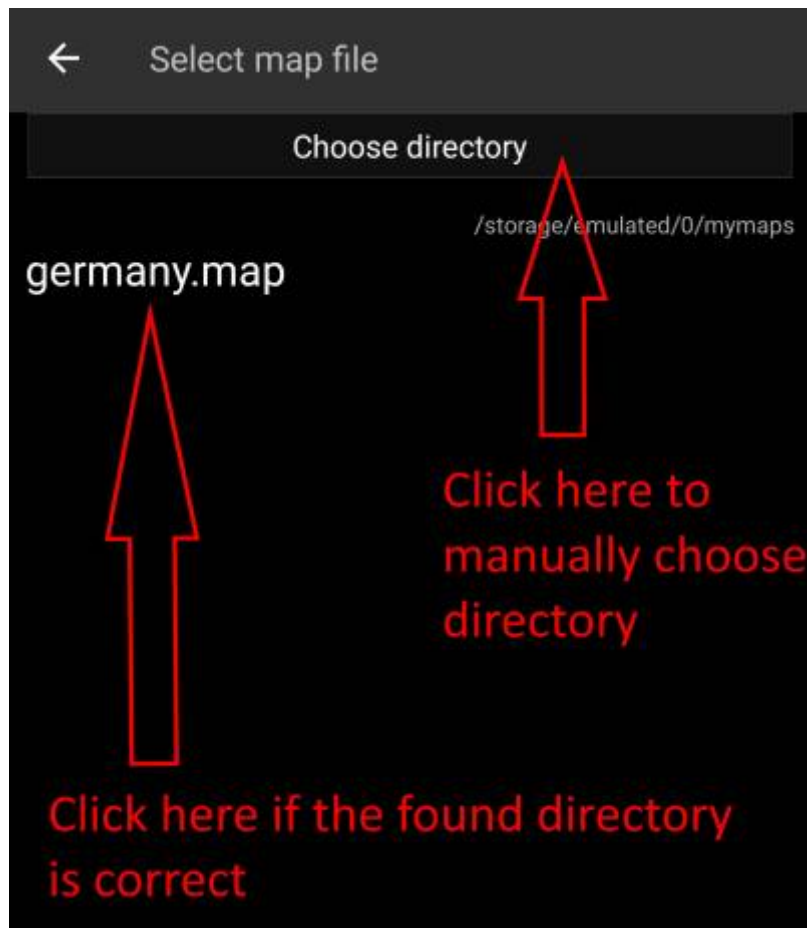 Select map file
Choose directory
/storage/emulated/0/mymaps
germany.map
Click here to
manually choose
directory
Click here if the found directory
is correct